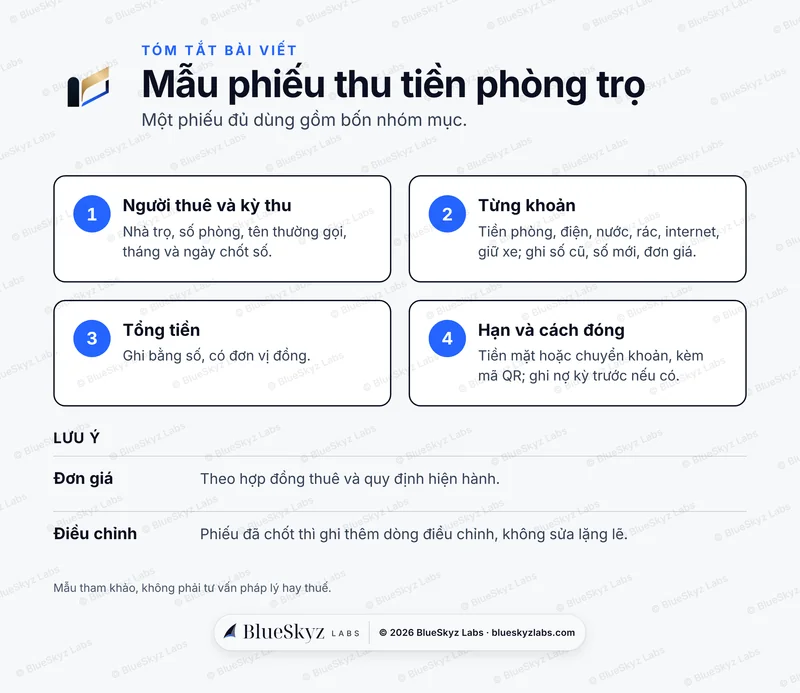 TÓM TẮT BÀI VIẾT
Mẫu phiếu thu tiền phòng trọ
Một phiếu đủ dùng gồm bốn nhóm mục.
1
Người thuê và kỳ thu
Nhà trọ, số phòng, tên thường gọi,
tháng và ngày chốt số.
2
Từng khoản
Tiền phòng, điện, nước, rác, internet,
giữ xe; ghi số cũ, số mới, đơn giá.
3
Tổng tiền
Ghi bằng số, có đơn vị đồng.
4
Hạn và cách đóng
Tiền mặt hoặc chuyển khoản, kèm
mã QR; ghi nợ kỳ trước nếu có.
LƯU Ý
Đơn giá Theo hợp đồng thuê và quy định hiện hành.
Điều chỉnh Phiếu đã chốt thì ghi thêm dòng điều chỉnh, không sửa lặng lẽ.
Mẫu tham khảo, không phải tư vấn pháp lý hay thuế.
BlueSkyz LABS © 2026 BlueSkyz Labs · blueskyzlabs.com
© BlueSkyz Labs